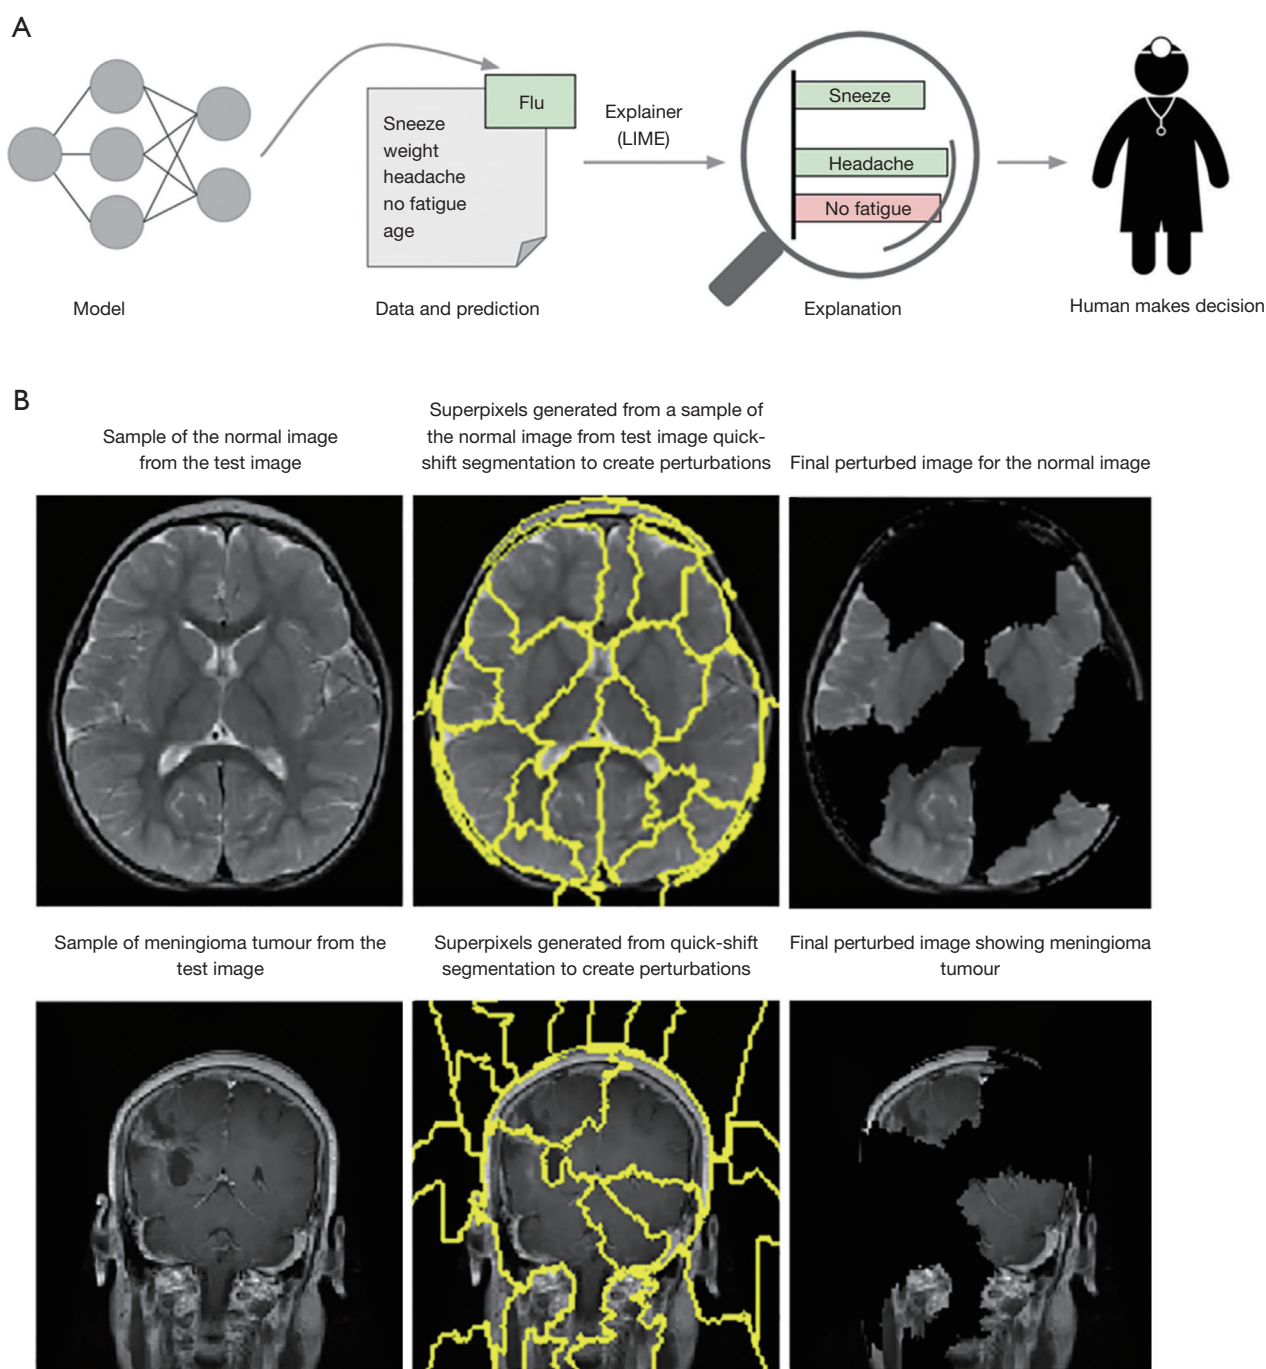 A
Flu
Sneeze
weight
headache
no fatigue
age
Explainer
(LIME)
Sneeze
Headache
No fatigue
Model
Data and prediction
Explanation
Human makes decision
B
Sample of the normal image
from the test image
Superpixels generated from a sample of
the normal image from test image quick-
shift segmentation to create perturbations
Final perturbed image for the normal image
Sample of meningioma tumour from the
test image
Superpixels generated from quick-shift
segmentation to create perturbations
Final perturbed image showing meningioma
tumour